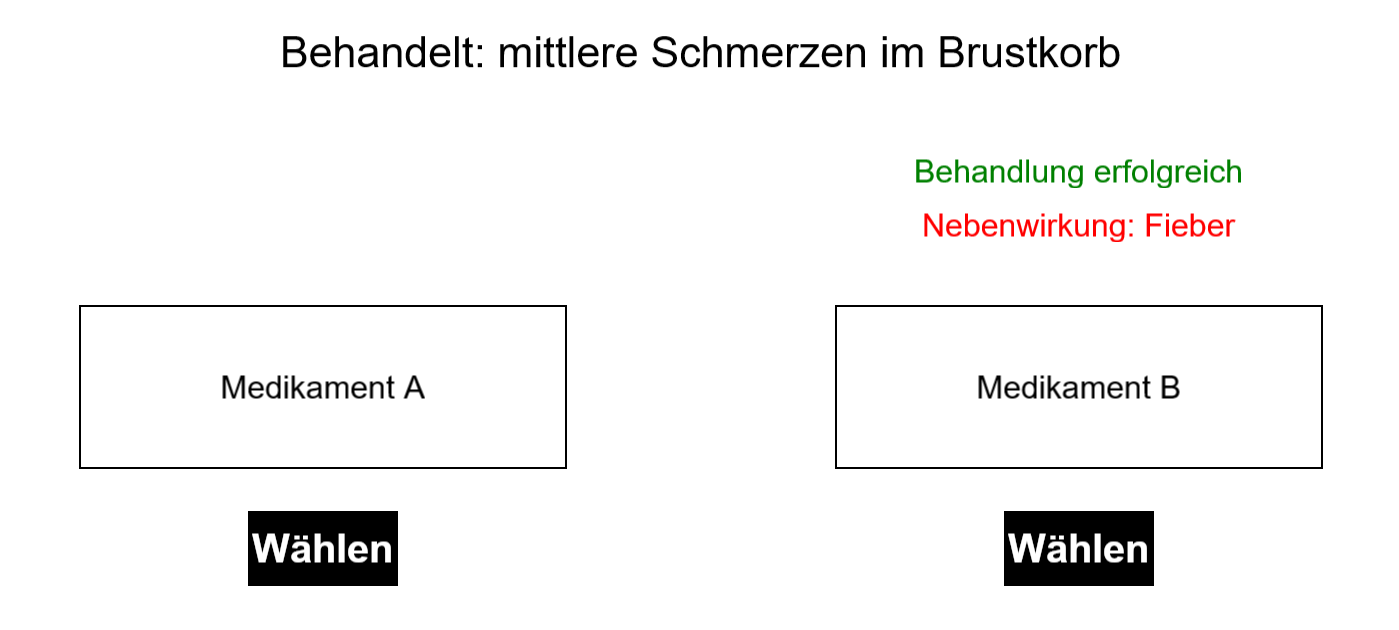 Behandelt: mittlere Schmerzen im Brustkorb
Behandlung erfolgreich
Nebenwirkung: Fieber
Medikament A
Medikament B
Wählen
Wählen